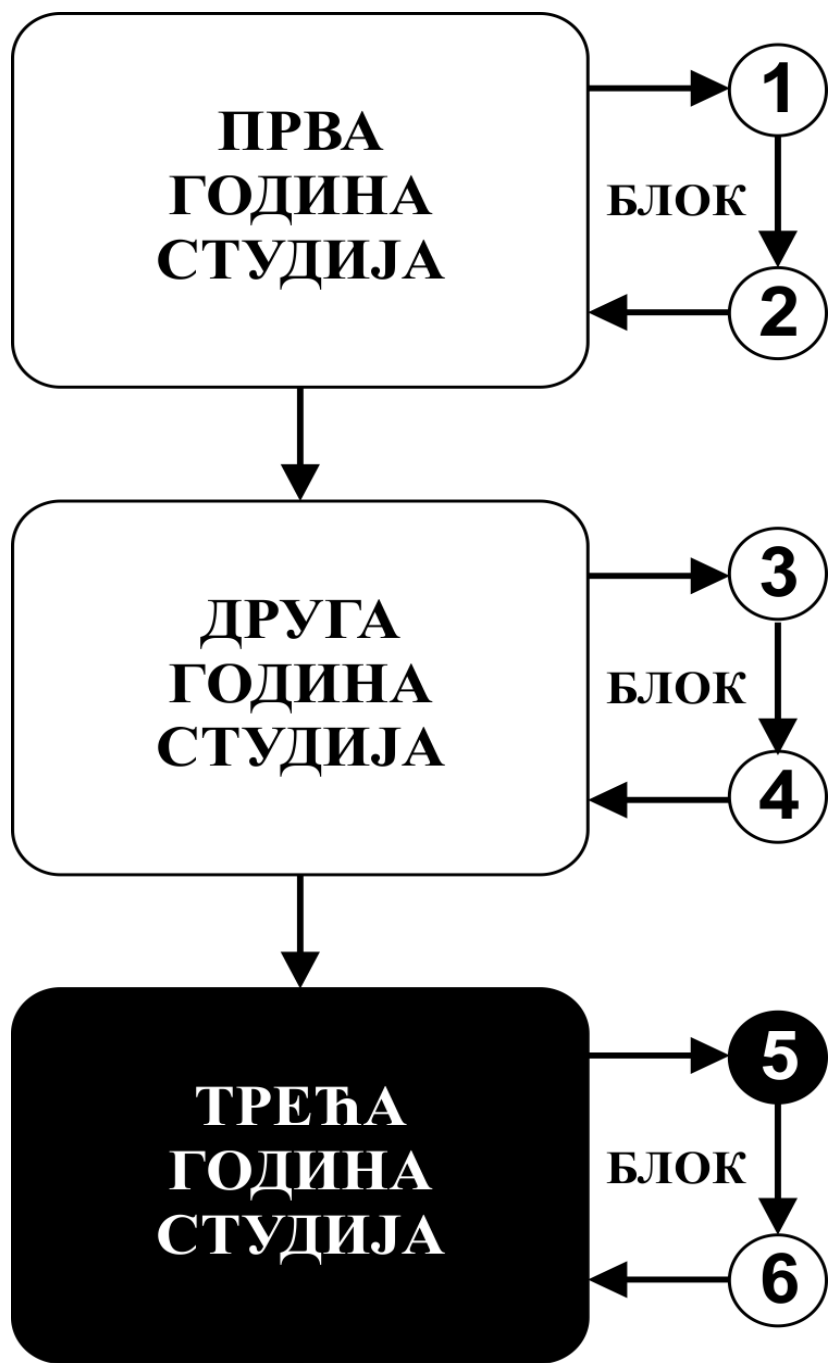 ПРВА
ГОДИНА
СТУДИЈА
1
БЛОК
2
ДРУГА
ГОДИНА
СТУДИЈА
3
БЛОК
4
ТРЕЋА
ГОДИНА
СТУДИЈА
5
БЛОК
6